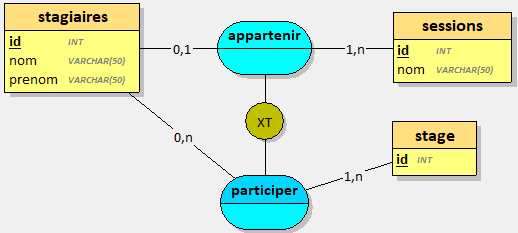 stagiaires
id INT
nom VARCHAR(50)
prenom VARCHAR(50)
0,1
appartenir
1,n
sessions
id INT
nom VARCHAR(50)
XT
0,n
participer
1,n
stage
id INT